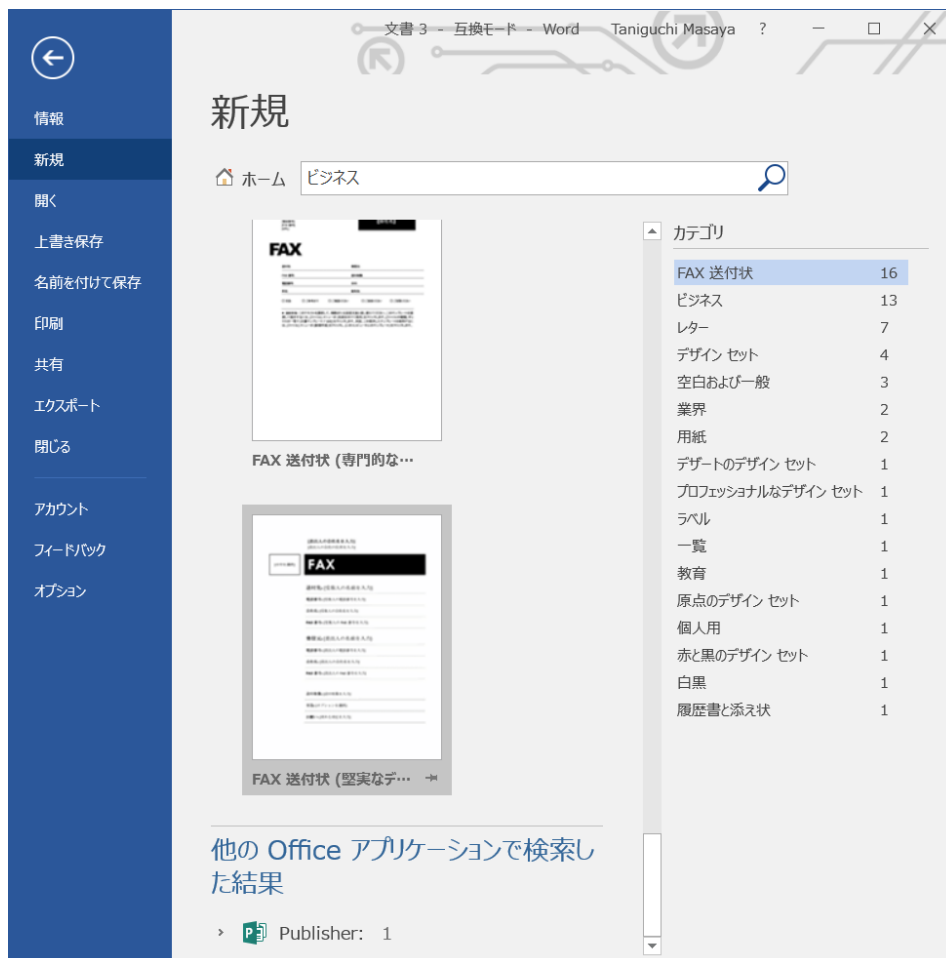 文書 3 - 互換モード - Word Taniguchi Masaya ?
情報
新規
開く
上書き保存
名前を付けて保存
印刷
共有
エクスポート
閉じる
アカウント
フィードバック
オプション
新規
ホーム ビジネス
FAX
FAX 送付状 (専門的な…
FAX
FAX 送付状 (堅実なデ…
他の Office アプリケーションで検索し
た結果
Publisher: 1
カテゴリ
FAX 送付状 16
ビジネス 13
レター 7
デザイン セット 4
空白および一般 3
業界 2
用紙 2
デザートのデザイン セット 1
プロフェッショナルなデザイン セット 1
ラベル 1
一覧 1
教育 1
原点のデザイン セット 1
個人用 1
赤と黒のデザイン セット 1
白黒 1
履歴書と添え状 1